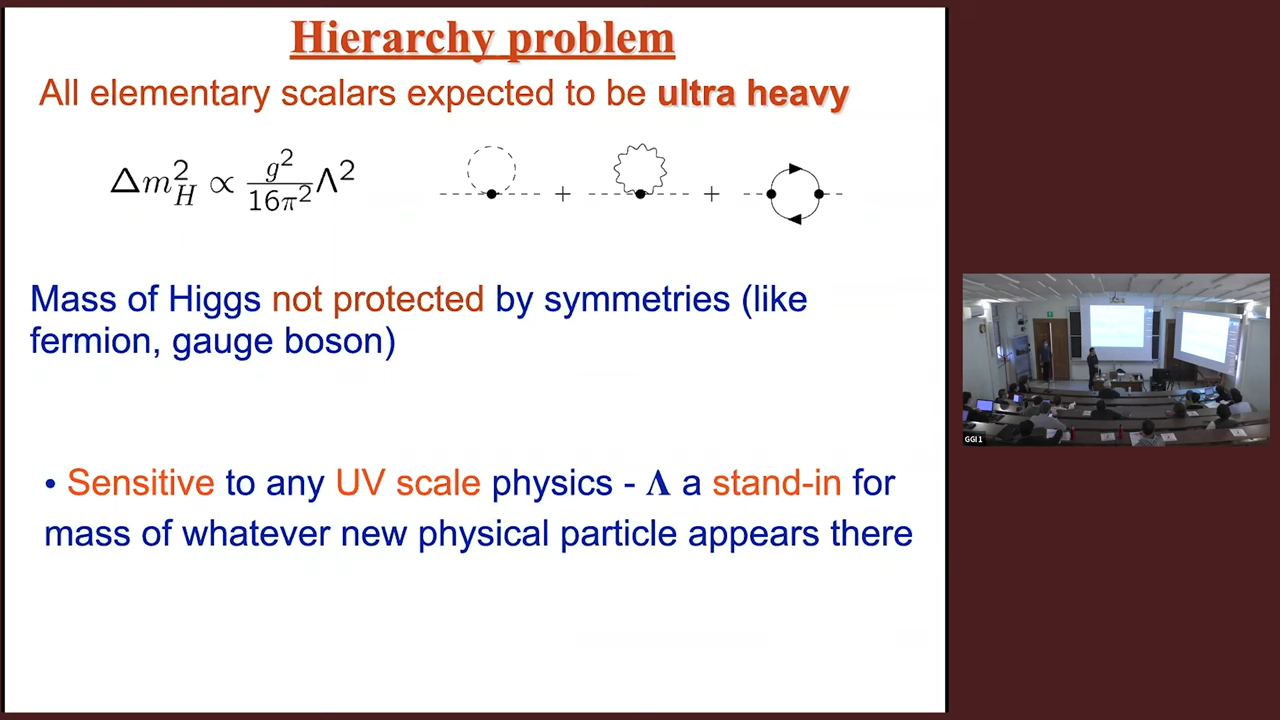 Hierarchy problem
All elementary scalars expected to be ultra heavy
Δm²_H ∝ g²/16π² Λ²
+ +
Mass of Higgs not protected by symmetries (like
fermion, gauge boson)
• Sensitive to any UV scale physics - Λ a stand-in for
mass of whatever new physical particle appears there
GGI 1